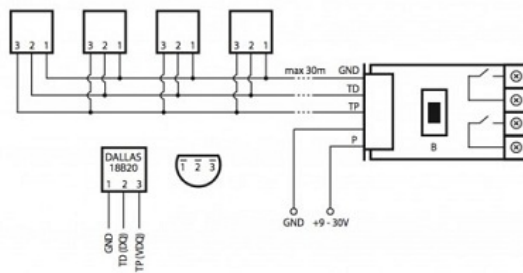 3 2 1
3 2 1
3 2 1
3 2 1
max 30m
GND
TD
TP
P
B
GND
+9 - 30V
DALLAS
18B20
1 2 3
GND
TD (DQ)
TP (VDQ)
1 2 3